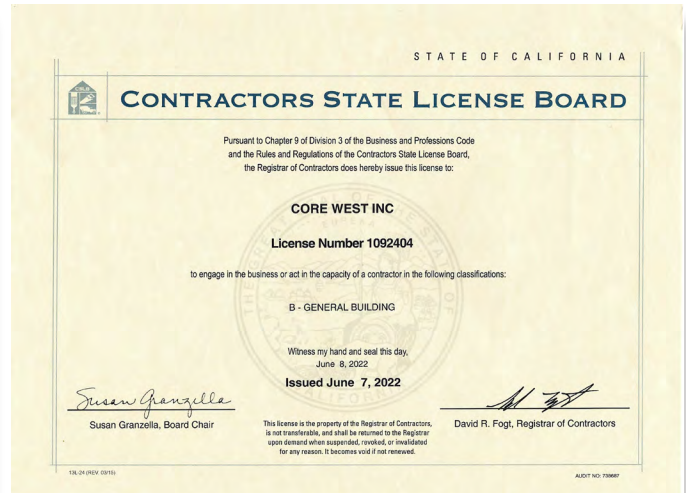 STATE OF CALIFORNIA
CONTRACTORS STATE LICENSE BOARD
Pursuant to Chapter 9 of Division 3 of the Business and Professions Code
and the Rules and Regulations of the Contractors State License Board,
the Registrar of Contractors does hereby issue this license to:
CORE WEST INC
License Number 1092404
to engage in the business or act in the capacity of a contractor in the following classifications:
B - GENERAL BUILDING
Witness my hand and seal this day,
June 8, 2022
Issued June 7, 2022
Susan Granzella
Susan Granzella, Board Chair
David R. Fogt, Registrar of Contractors
This license is the property of the Registrar of Contractors,
is not transferable, and shall be returned to the Registrar
upon demand when suspended, revoked, or invalidated
for any reason. It becomes void if not renewed.
13L-24 (REV. 03/15)
AUDIT NO: 738687